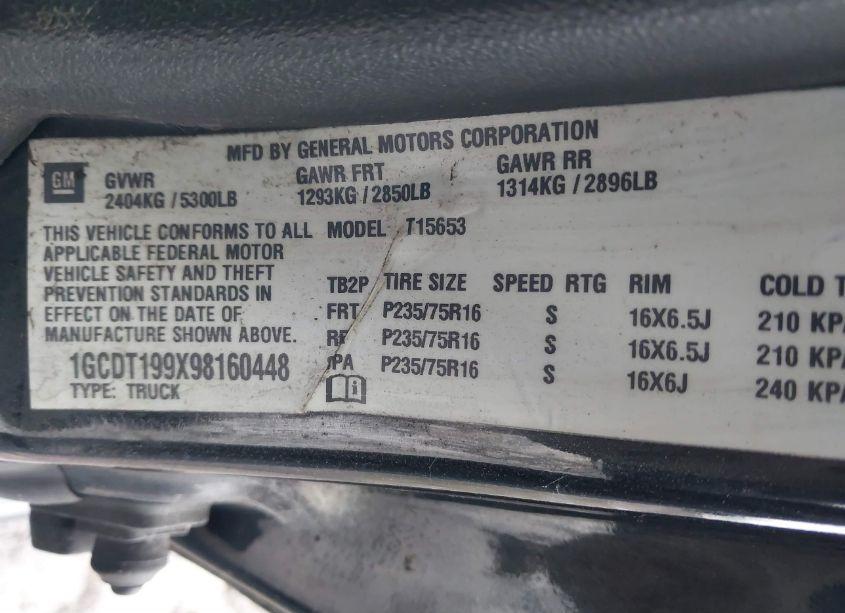 MFD BY GENERAL MOTORS CORPORATION
GM GVWR GAWR FRT GAWR RR
2404KG / 5300LB 1293KG / 2850LB 1314KG / 2896LB
THIS VEHICLE CONFORMS TO ALL MODEL T15653
APPLICABLE FEDERAL MOTOR
VEHICLE SAFETY AND THEFT
PREVENTION STANDARDS IN
EFFECT ON THE DATE OF
MANUFACTURE SHOWN ABOVE.
1GCDT199X98160448
TYPE: TRUCK
TB2P TIRE SIZE SPEED RTG RIM COLD T
FRT P235/75R16 S 16X6.5J 210 KPA
RF P235/75R16 S 16X6.5J 210 KPA
PA P235/75R16 S 16X6J 240 KPA